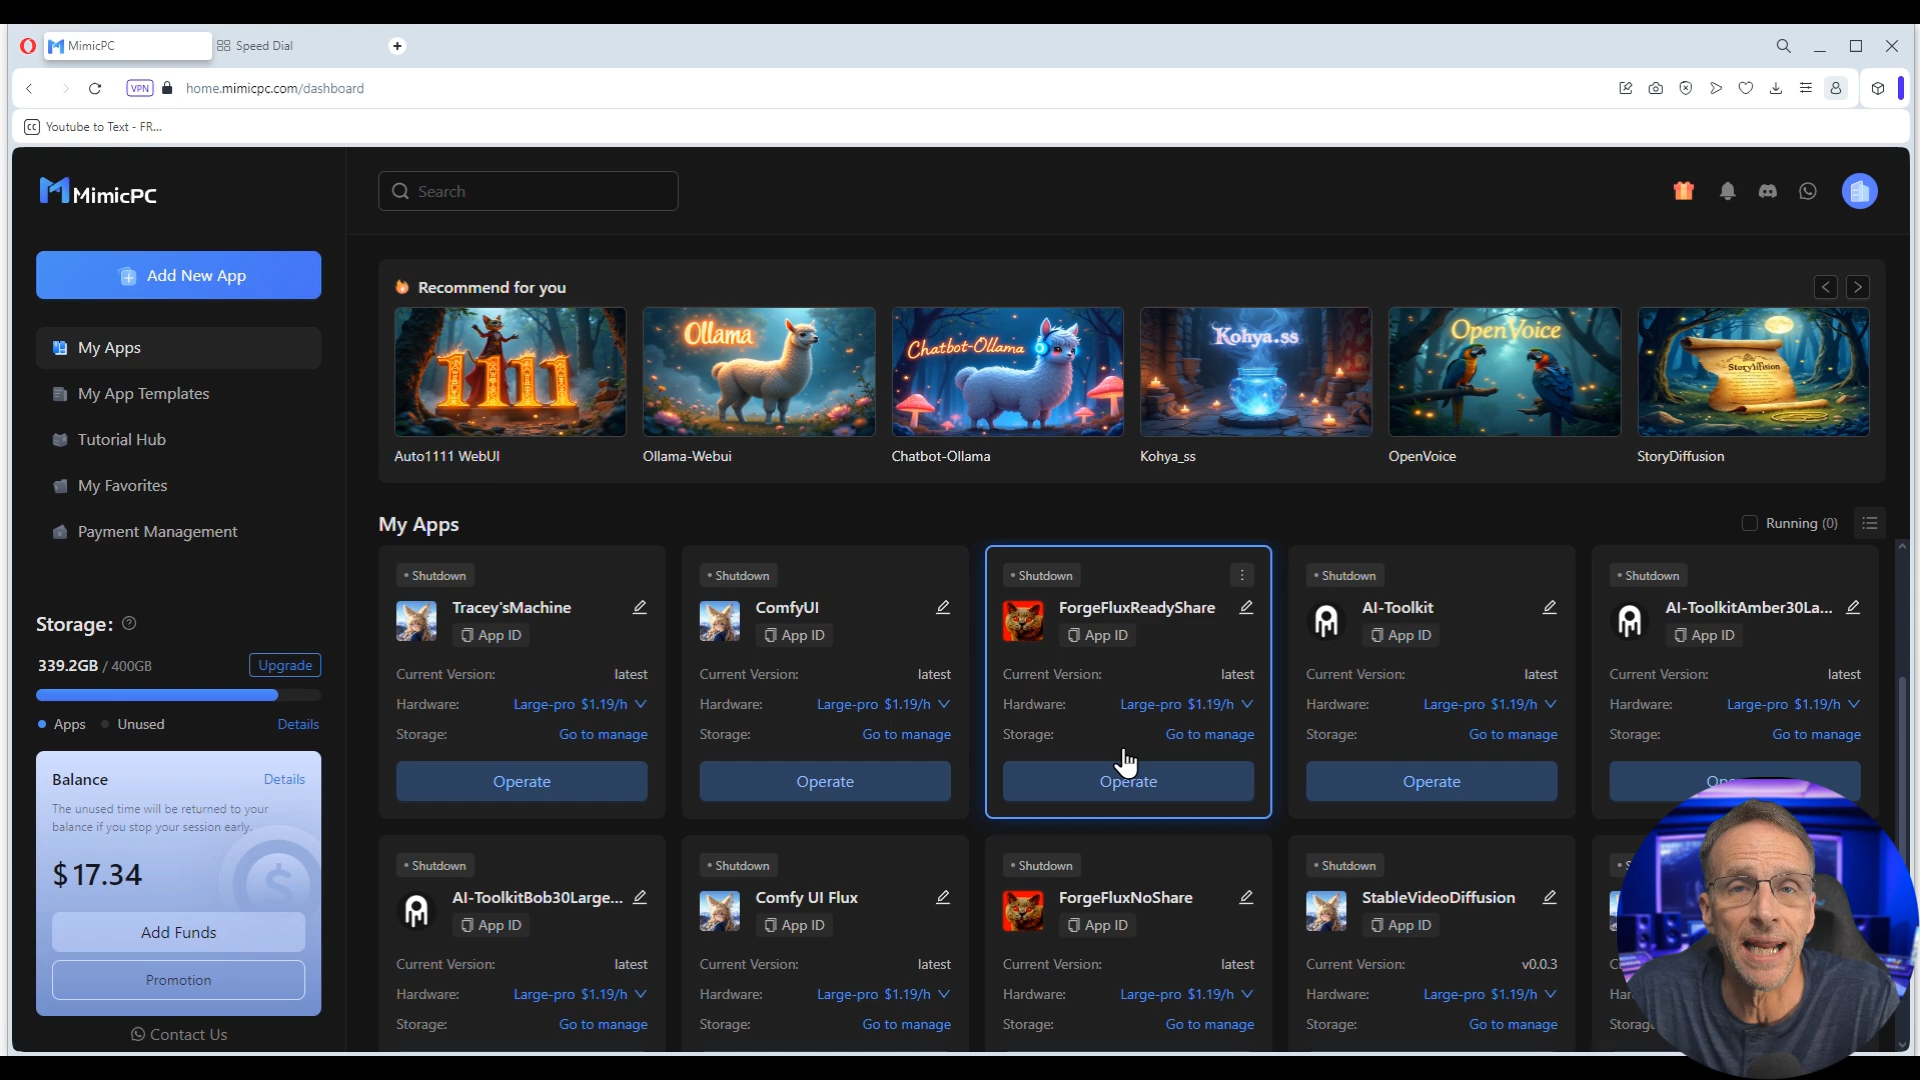 MimicPC
Speed Dial
VPN
home.mimicpc.com/dashboard
CC Youtube to Text - FR...
MimicPC
Search
Add New App
My Apps
My App Templates
Tutorial Hub
My Favorites
Payment Management
Storage:
339.2GB / 400GB
Upgrade
Apps
Unused
Details
Balance
Details
The unused time will be returned to your
balance if you stop your session early.
$ 17.34
Add Funds
Promotion
Contact Us
Recommend for you
1111
Ollama
Chatbot-Ollama
Kohya.ss
OpenVoice
Auto1111 WebUI
Ollama-Webui
Chatbot-Ollama
Kohya_ss
OpenVoice
StoryDiffusion
My Apps
Running (0)
Shutdown
Tracey'sMachine
App ID
Current Version: latest
Hardware: Large-pro $1.19/h
Storage: Go to manage
Operate
Shutdown
ComfyUI
App ID
Current Version: latest
Hardware: Large-pro $1.19/h
Storage: Go to manage
Operate
Shutdown
ForgeFluxReadyShare
App ID
Current Version: latest
Hardware: Large-pro $1.19/h
Storage: Go to manage
Operate
Shutdown
AI-Toolkit
App ID
Current Version: latest
Hardware: Large-pro $1.19/h
Storage: Go to manage
Operate
Shutdown
AI-ToolkitAmber30La...
App ID
Current Version: latest
Hardware: Large-pro $1.19/h
Storage: Go to manage
Shutdown
AI-ToolkitBob30Large...
App ID
Current Version: latest
Hardware: Large-pro $1.19/h
Storage: Go to manage
Shutdown
Comfy UI Flux
App ID
Current Version: latest
Hardware: Large-pro $1.19/h
Storage: Go to manage
Shutdown
ForgeFluxNoShare
App ID
Current Version: latest
Hardware: Large-pro $1.19/h
Storage: Go to manage
Shutdown
StableVideoDiffusion
App ID
Current Version: v0.0.3
Hardware: Large-pro $1.19/h
Storage: Go to manage